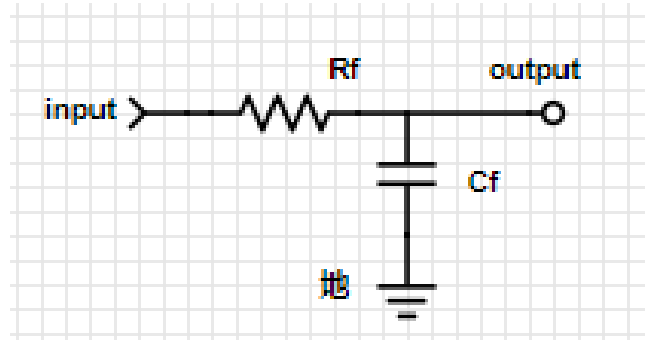 Rf
output
input
Cf
地